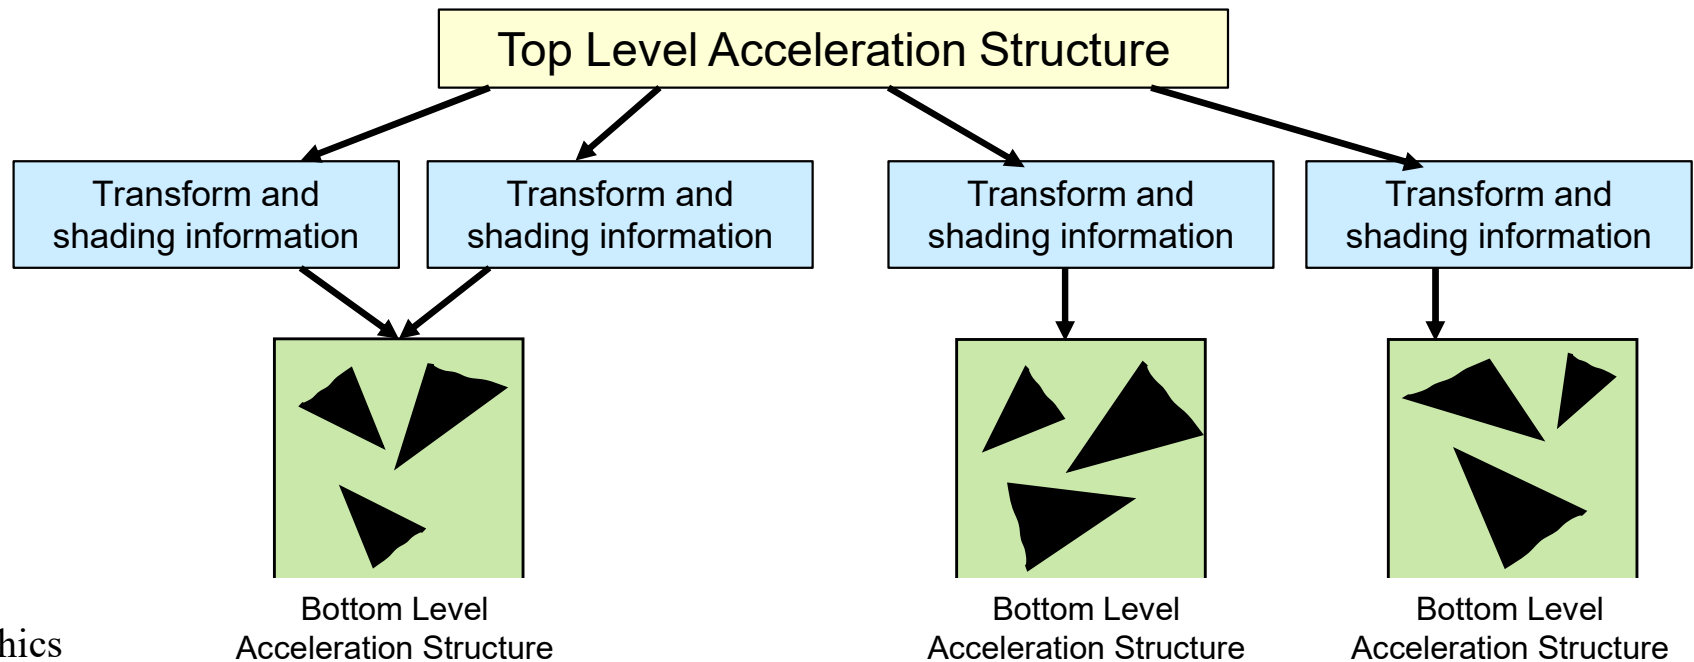 Top Level Acceleration Structure
Transform and
shading information
Transform and
shading information
Transform and
shading information
Transform and
shading information
Bottom Level
Acceleration Structure
Bottom Level
Acceleration Structure
Bottom Level
Acceleration Structure
hics